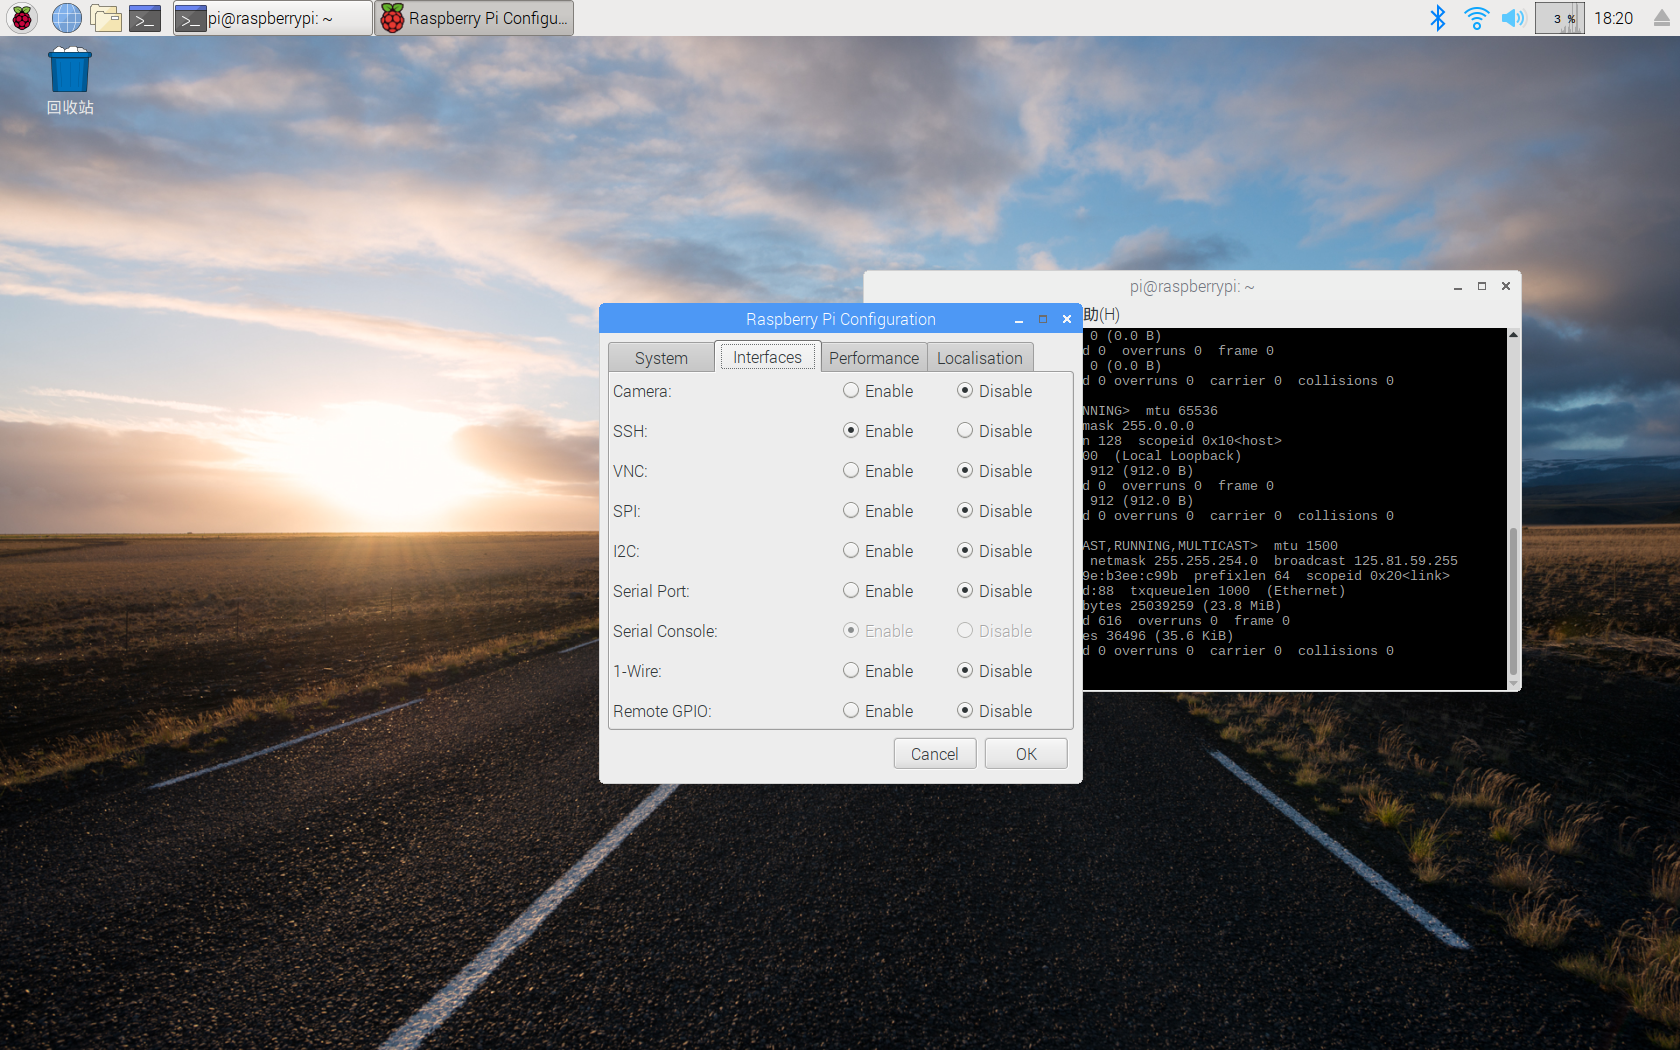 pi@raspberrypi: ~
Raspberry Pi Configu...
3 %
18:20
回收站
pi@raspberrypi: ~
助(H)
0 (0.0 B)
d 0  overruns 0  frame 0
0 (0.0 B)
d 0 overruns 0  carrier 0  collisions 0
NNING>  mtu 65536
mask 255.0.0.0
n 128  scopeid 0x10<host>
00  (Local Loopback)
912 (912.0 B)
d 0  overruns 0  frame 0
912 (912.0 B)
d 0 overruns 0  carrier 0  collisions 0
AST,RUNNING,MULTICAST>  mtu 1500
netmask 255.255.254.0  broadcast 125.81.59.255
9e:b3ee:c99b  prefixlen 64  scopeid 0x20<link>
d:88  txqueuelen 1000  (Ethernet)
bytes 25039259 (23.8 MiB)
d 616  overruns 0  frame 0
es 36496 (35.6 KiB)
d 0 overruns 0  carrier 0  collisions 0
Raspberry Pi Configuration
System Interfaces Performance Localisation
Camera: Enable Disable
SSH: Enable Disable
VNC: Enable Disable
SPI: Enable Disable
I2C: Enable Disable
Serial Port: Enable Disable
Serial Console: Enable Disable
1-Wire: Enable Disable
Remote GPIO: Enable Disable
Cancel OK